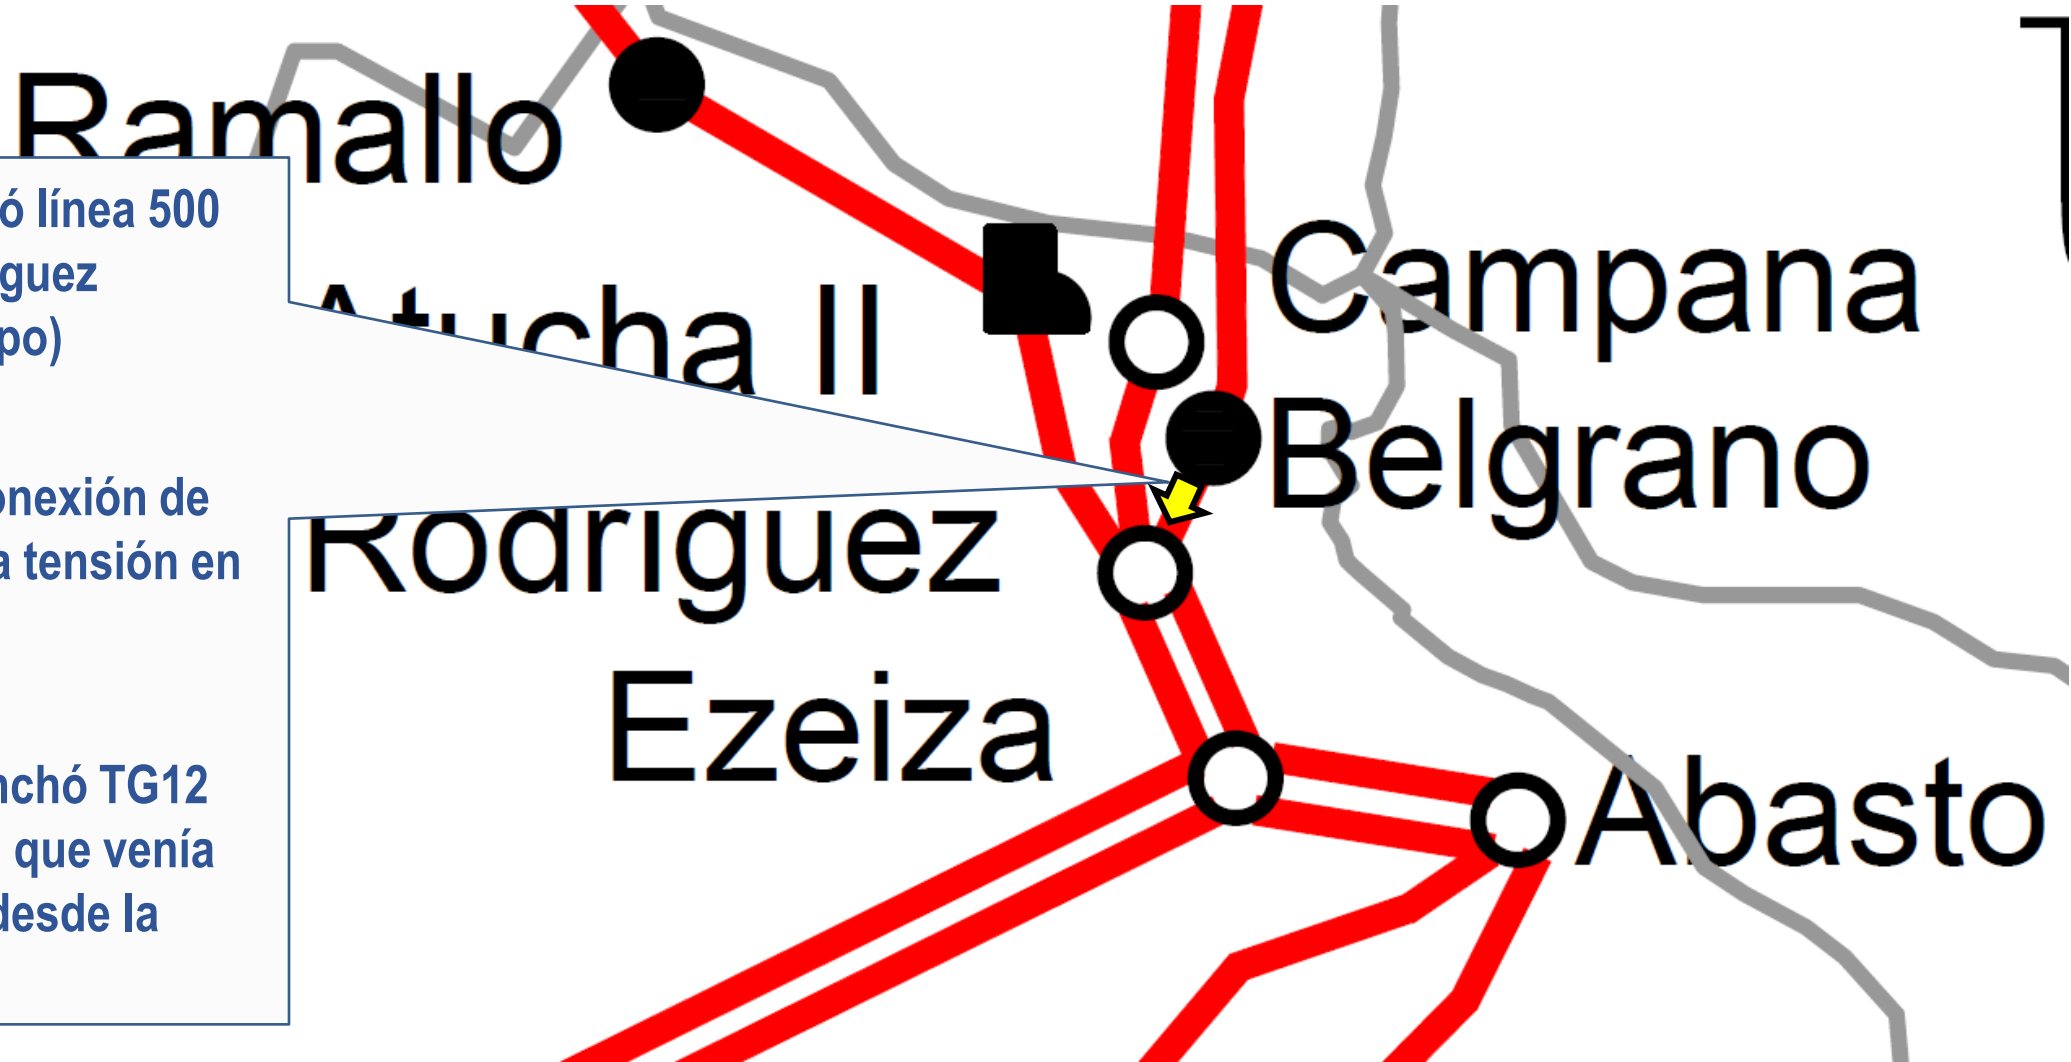 Ramallo
ó línea 500
guez
po)
onexión de
a tensión en
nchó TG12
que venía
desde la
Atucha II
Campana
Belgrano
Rodríguez
Ezeiza
Abasto